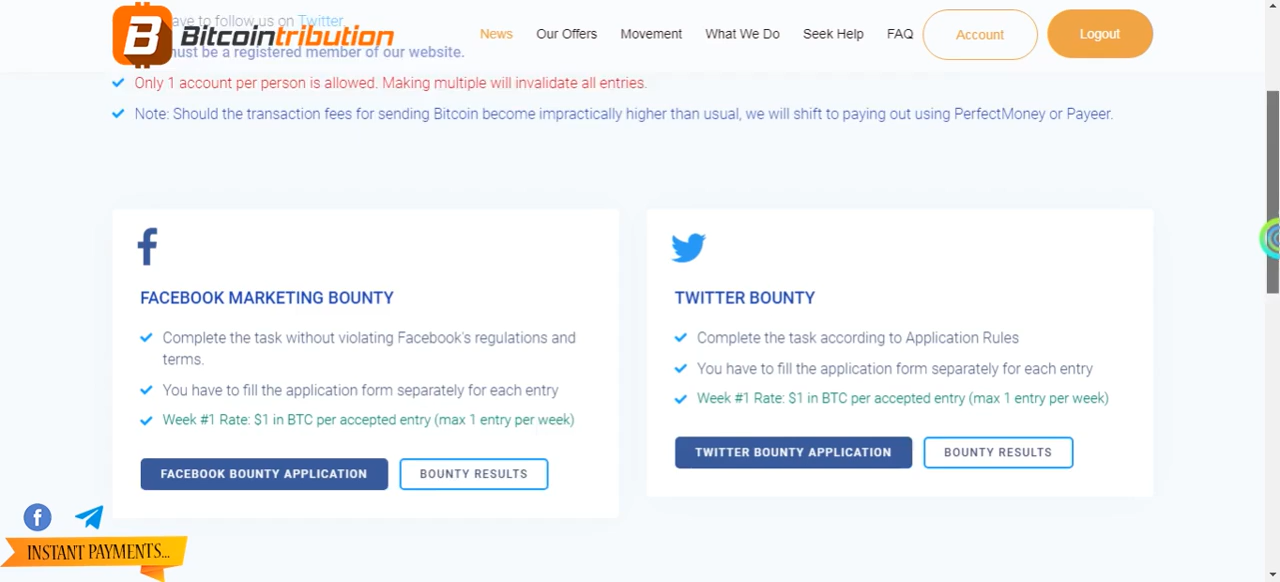 ave to follow us on Twitter
Bitcointribution
News
Our Offers
Movement
What We Do
Seek Help
FAQ
Account
Logout
must be a registered member of our website.
Only 1 account per person is allowed. Making multiple will invalidate all entries.
Note: Should the transaction fees for sending Bitcoin become impractically higher than usual, we will shift to paying out using PerfectMoney or Payeer.
FACEBOOK MARKETING BOUNTY
Complete the task without violating Facebook's regulations and
terms.
You have to fill the application form separately for each entry
Week #1 Rate: $1 in BTC per accepted entry (max 1 entry per week)
FACEBOOK BOUNTY APPLICATION
BOUNTY RESULTS
TWITTER BOUNTY
Complete the task according to Application Rules
You have to fill the application form separately for each entry
Week #1 Rate: $1 in BTC per accepted entry (max 1 entry per week)
TWITTER BOUNTY APPLICATION
BOUNTY RESULTS
INSTANT PAYMENTS...